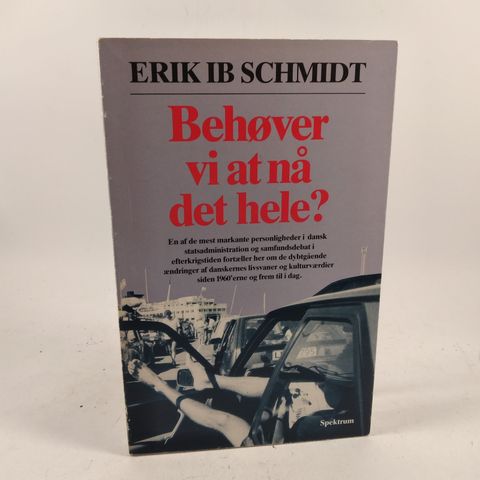 ERIK IB SCHMIDT
Behøver
vi at nå
det hele?
En af de mest markante personligheder i dansk
statsadministration og samfundsdebat i
efterkrigstiden fortæller her om de dybtgående
ændringer af danskernes livsvaner og kulturværdier
siden 1960'erne og frem til i dag.
Spektrum